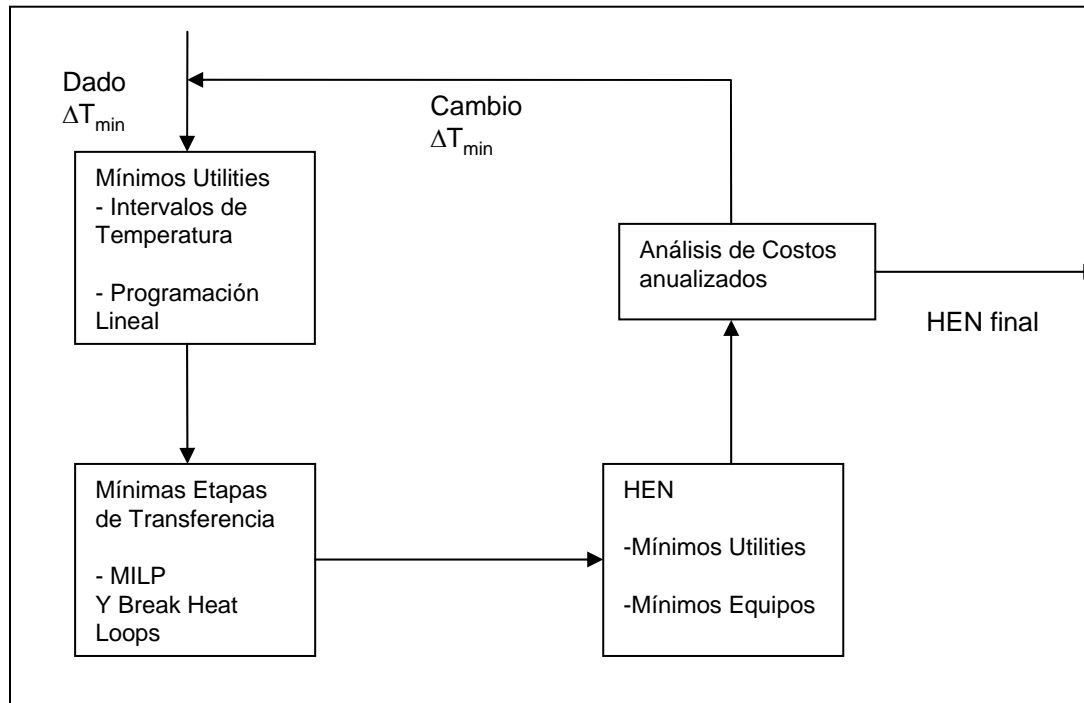 Dado
ΔTmin
Cambio
ΔTmin
Mínimos Utilities
- Intervalos de
Temperatura
- Programación
Lineal
Análisis de Costos
anualizados
HEN final
Mínimas Etapas
de Transferencia
- MILP
Y Break Heat
Loops
HEN
-Mínimos Utilities
-Mínimos Equipos